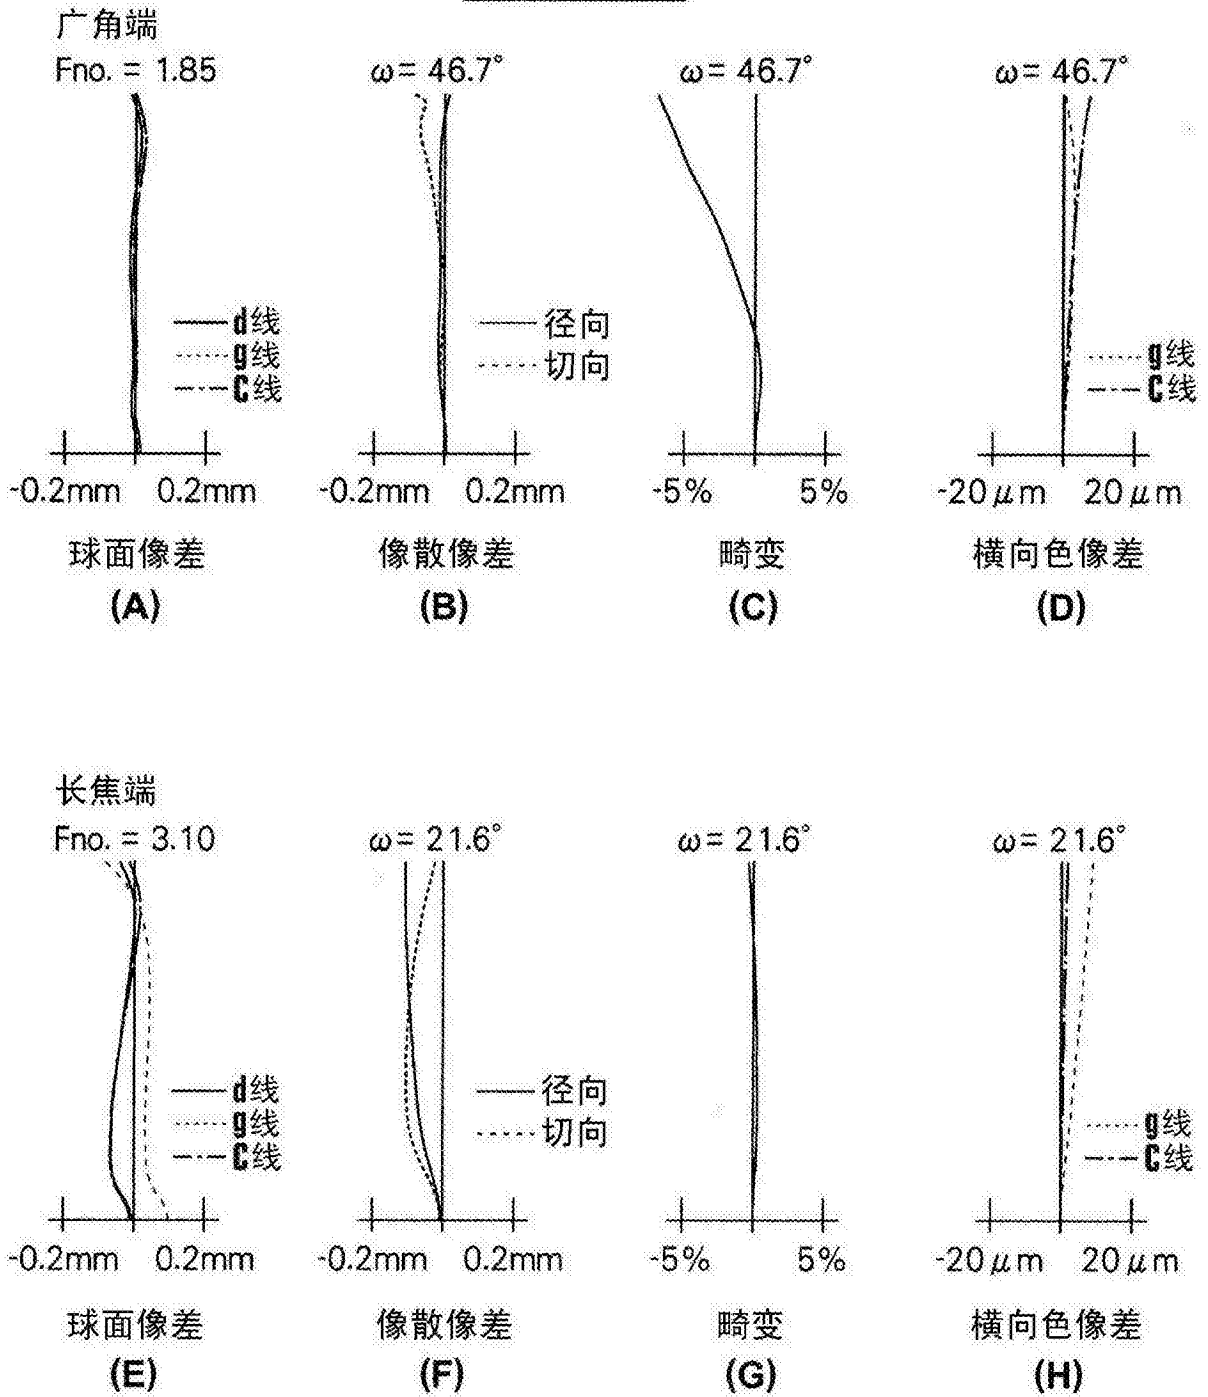 广角端
Fno. = 1.85 ω= 46.7° ω= 46.7° ω= 46.7°
d线
g线
C线
径向
切向
g线
C线
-0.2mm 0.2mm -0.2mm 0.2mm -5% 5% -20μm 20μm
球面像差 像散像差 畸变 横向色像差
(A) (B) (C) (D)
长焦端
Fno. = 3.10 ω= 21.6° ω= 21.6° ω= 21.6°
d线
g线
C线
径向
切向
g线
C线
-0.2mm 0.2mm -0.2mm 0.2mm -5% 5% -20μm 20μm
球面像差 像散像差 畸变 横向色像差
(E) (F) (G) (H)